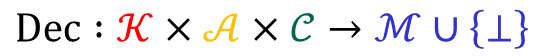 Dec : 𝒦 × 𝒜 × 𝒞 → ℳ ∪ {⊥}